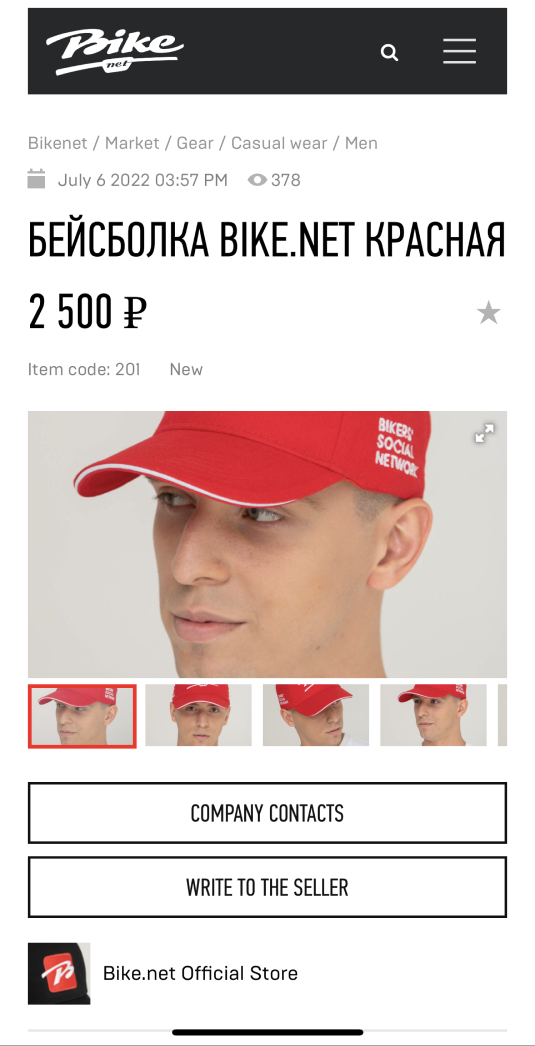 Bike
net
Bikenet / Market / Gear / Casual wear / Men
July 6 2022 03:57 PM 378
БЕЙСБОЛКА BIKE.NET КРАСНАЯ
2 500 ₽
Item code: 201 New
BIKERS'
SOCIAL
NETWORK
COMPANY CONTACTS
WRITE TO THE SELLER
Bike.net Official Store